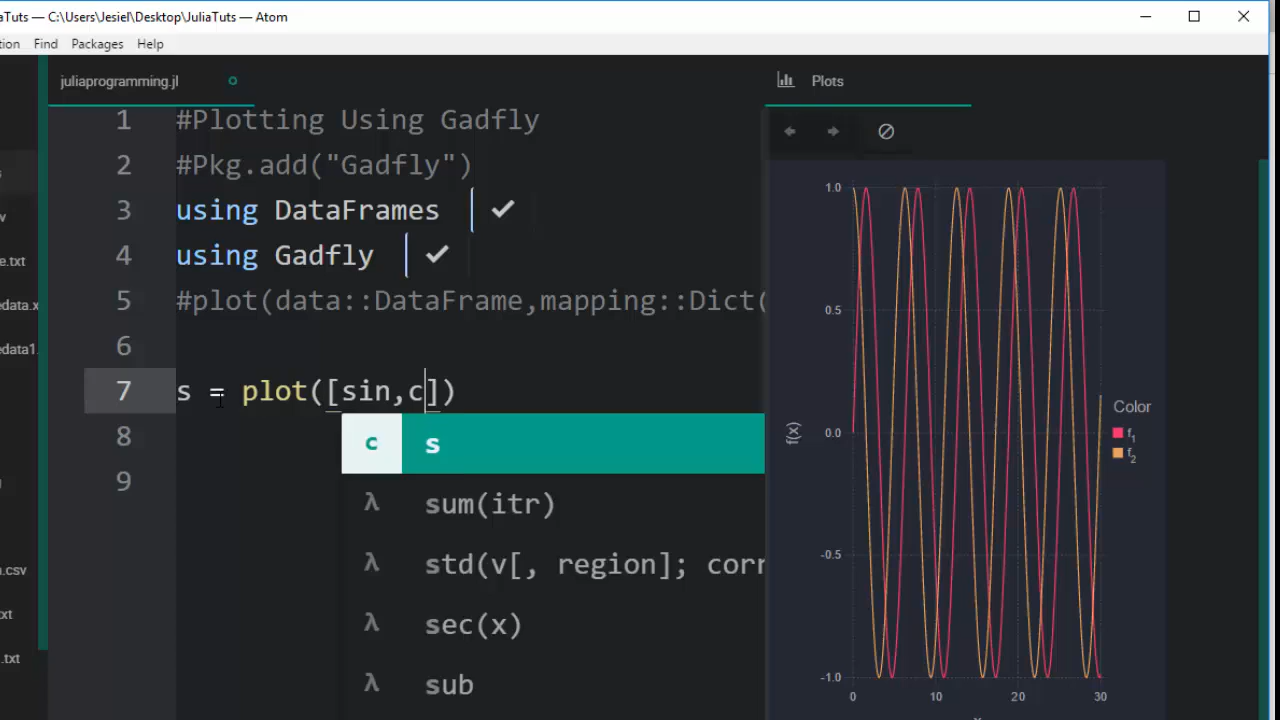 aTuts — C:\Users\Jesiel\Desktop\JuliaTuts — Atom
tion Find Packages Help
juliaprogramming.jl
Plots
1 #Plotting Using Gadfly
2 #Pkg.add("Gadfly")
3 using DataFrames
4 using Gadfly
5 #plot(data::DataFrame,mapping::Dict(
6
7 s = plot([sin,c])
8
9
c s
λ sum(itr)
λ std(v[, region]; corr
λ sec(x)
λ sub
s
v
e.txt
edata.x
edata1.
.csv
txt
.txt
1.0
0.5
0.0
-0.5
-1.0
f(x)
0 10 20 30
Color
f1
f2